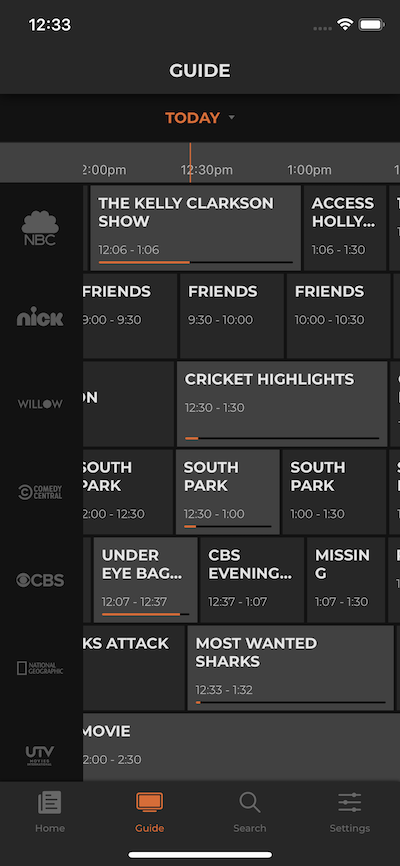 12:33
GUIDE
TODAY
2:00pm 12:30pm 1:00pm
NBC
THE KELLY CLARKSON
SHOW
12:06 - 1:06
ACCESS
HOLLY...
1:06 - 1:30
nick
FRIENDS
9:00 - 9:30
FRIENDS
9:30 - 10:00
FRIENDS
10:00 - 10:30
WILLOW
ON
CRICKET HIGHLIGHTS
12:30 - 1:30
COMEDY
CENTRAL
SOUTH
PARK
2:00 - 12:30
SOUTH
PARK
12:30 - 1:00
SOUTH
PARK
1:00 - 1:30
CBS
UNDER
EYE BAG...
12:07 - 12:37
CBS
EVENING...
12:37 - 1:07
MISSIN
G
1:07 - 1:30
NATIONAL
GEOGRAPHIC
KS ATTACK
MOST WANTED
SHARKS
12:33 - 1:32
UTV
MOVIES
INTERNATIONAL
MOVIE
2:00 - 2:30
Home
Guide
Search
Settings